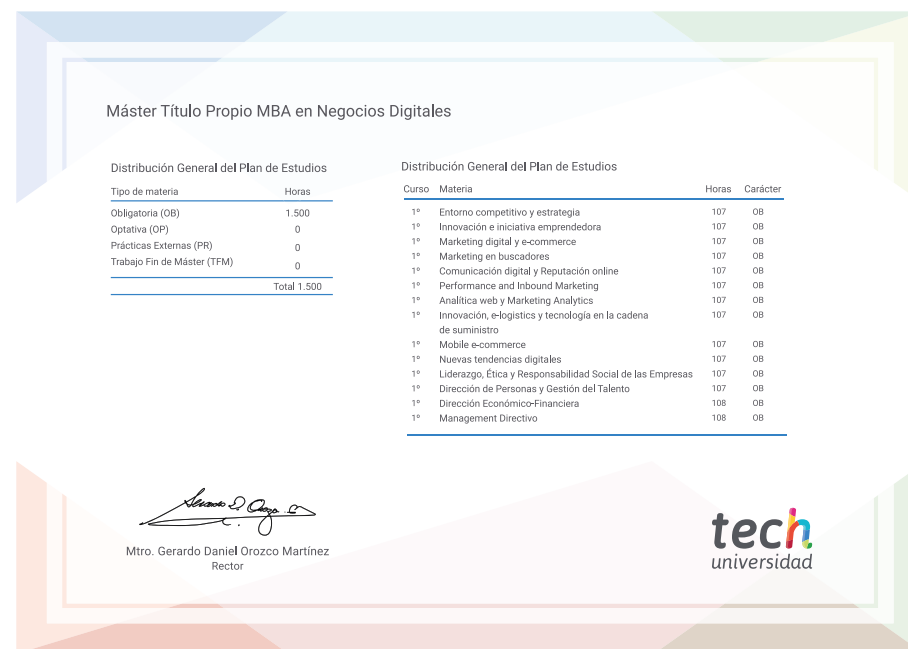 Máster Título Propio MBA en Negocios Digitales
Distribución General del Plan de Estudios
Tipo de materia Horas
Obligatoria (OB) 1.500
Optativa (OP) 0
Prácticas Externas (PR) 0
Trabajo Fin de Máster (TFM) 0
Total 1.500
Distribución General del Plan de Estudios
Curso Materia Horas Carácter
1º Entorno competitivo y estrategia 107 OB
1º Innovación e iniciativa emprendedora 107 OB
1º Marketing digital y e-commerce 107 OB
1º Marketing en buscadores 107 OB
1º Comunicación digital y Reputación online 107 OB
1º Performance and Inbound Marketing 107 OB
1º Analítica web y Marketing Analytics 107 OB
1º Innovación, e-logistics y tecnología en la cadena 107 OB
de suministro
1º Mobile e-commerce 107 OB
1º Nuevas tendencias digitales 107 OB
1º Liderazgo, Ética y Responsabilidad Social de las Empresas 107 OB
1º Dirección de Personas y Gestión del Talento 107 OB
1º Dirección Económico-Financiera 108 OB
1º Management Directivo 108 OB
Mtro. Gerardo Daniel Orozco Martínez
Rector
tech
universidad